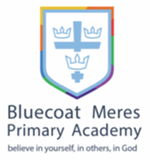 Bluecoat Meres
Primary Academy
believe in yourself, in others, in God